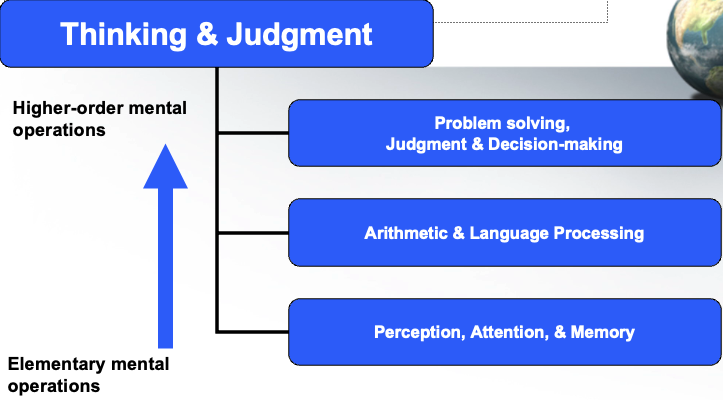 Thinking & Judgment
Higher-order mental
operations
Problem solving,
Judgment & Decision-making
Arithmetic & Language Processing
Perception, Attention, & Memory
Elementary mental
operations